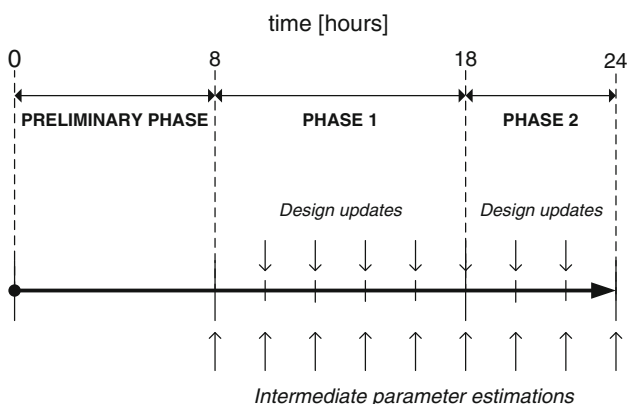 time [hours]
0 8 18 24
PRELIMINARY PHASE PHASE 1 PHASE 2
Design updates Design updates
Intermediate parameter estimations